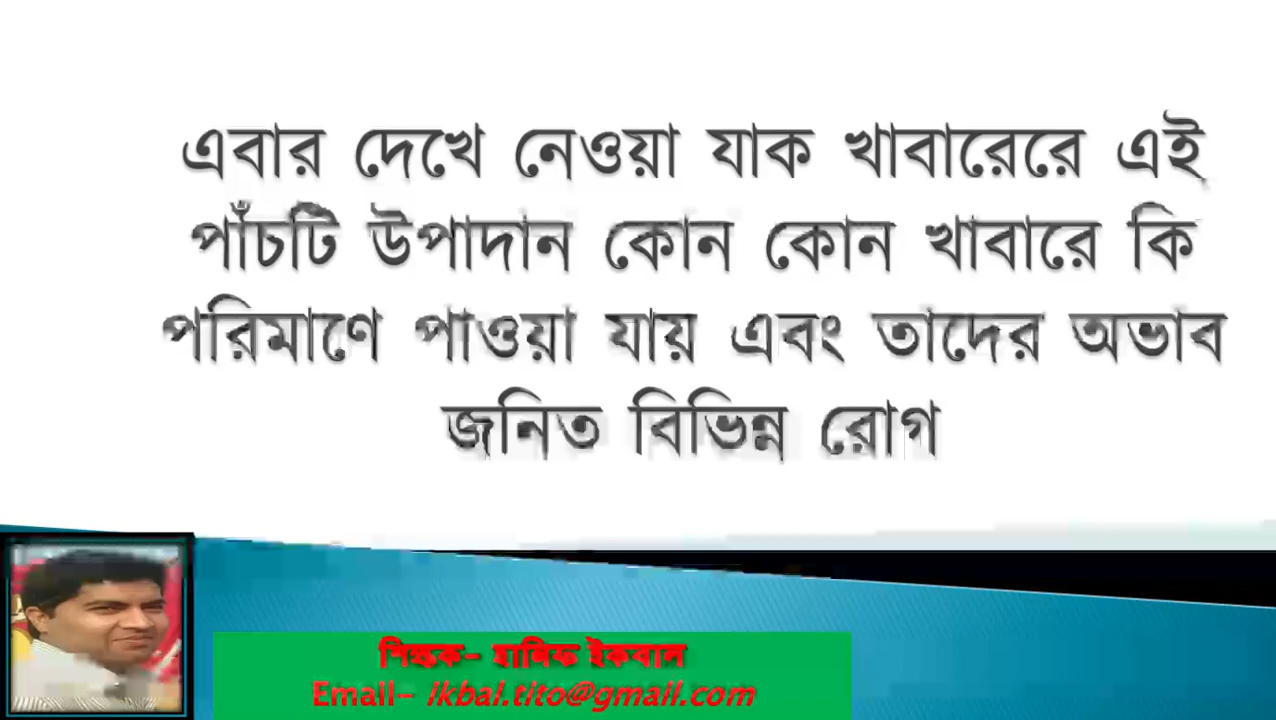 এবার দেখে নেওয়া যাক খাবারেরে এই
পাঁচটি উপাদান কোন কোন খাবারে কি
পরিমাণে পাওয়া যায় এবং তাদের অভাব
জনিত বিভিন্ন রোগ
শিক্ষক- হানিফ ইকবাল
Email- ikbal.tito@gmail.com